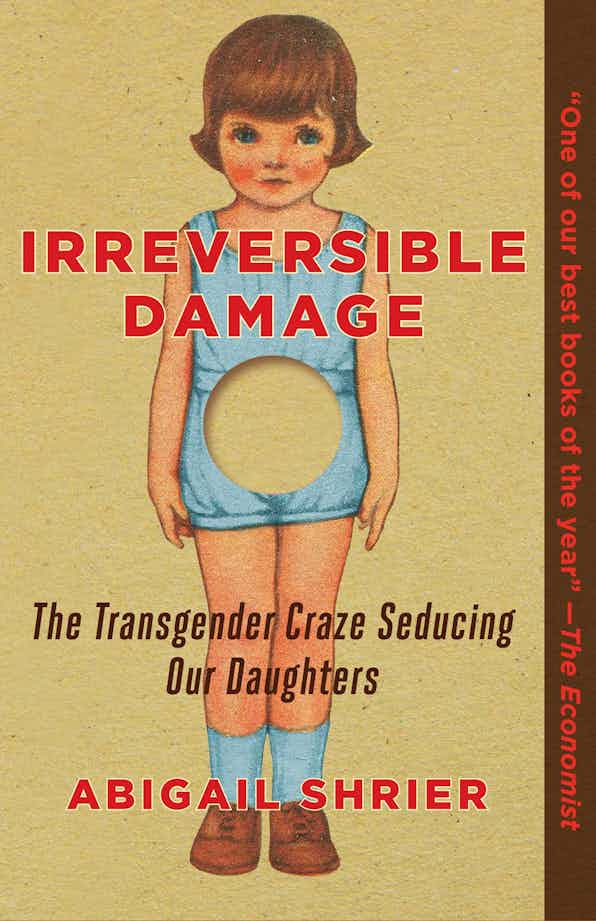 IRREVERSIBLE
DAMAGE
The Transgender Craze Seducing
Our Daughters
ABIGAIL SHRIER
“One of our best books of the year” —The Economist